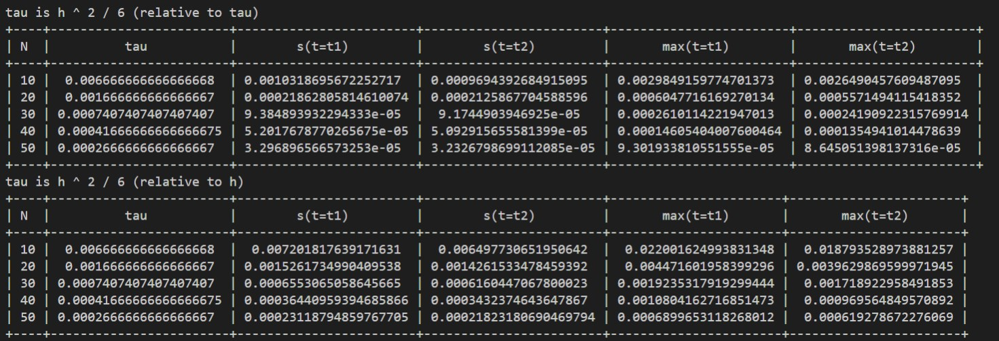 tau is h ^ 2 / 6 (relative to tau)
+----+-----------------------+-----------------------+-----------------------+-----------------------+-----------------------+
| N | tau | s(t=t1) | s(t=t2) | max(t=t1) | max(t=t2) |
+----+-----------------------+-----------------------+-----------------------+-----------------------+-----------------------+
| 10 | 0.006666666666666668 | 0.0010318695672252717 | 0.0009694392684915095 | 0.0029849159774701373 | 0.0026490457609487095 |
| 20 | 0.001666666666666667 | 0.00021862805814610074 | 0.0002125867704588596 | 0.0006047716169270134 | 0.0005571494115418352 |
| 30 | 0.0007407407407407407 | 9.384893932294333e-05 | 9.1744903946925e-05 | 0.0002610114221947013 | 0.00024190922315769914 |
| 40 | 0.00041666666666666675 | 5.2017678770265675e-05 | 5.092915655581399e-05 | 0.00014605404007600464 | 0.0001354941014478639 |
| 50 | 0.0002666666666666667 | 3.296896566573253e-05 | 3.2326798699112085e-05 | 9.301933810551555e-05 | 8.645051398137316e-05 |
+----+-----------------------+-----------------------+-----------------------+-----------------------+-----------------------+
tau is h ^ 2 / 6 (relative to h)
+----+-----------------------+-----------------------+-----------------------+----------------------+----------------------+
| N | tau | s(t=t1) | s(t=t2) | max(t=t1) | max(t=t2) |
+----+-----------------------+-----------------------+-----------------------+----------------------+----------------------+
| 10 | 0.006666666666666668 | 0.007201817639171631 | 0.006497730651950642 | 0.022001624993831348 | 0.018793528973881257 |
| 20 | 0.001666666666666667 | 0.0015261734990409538 | 0.0014261533478459392 | 0.004471601958399296 | 0.0039629869599971945 |
| 30 | 0.0007407407407407407 | 0.0006553065058645665 | 0.0006160447067800023 | 0.0019235317919299444 | 0.0017189229584­91853 |
| 40 | 0.00041666666666666675 | 0.00036440959394685866 | 0.0003432374643647867 | 0.0010804162716851473 | 0.000969564849570892 |
| 50 | 0.0002666666666666667 | 0.00023118794859767705 | 0.00021823180690469794 | 0.0006899653118268012 | 0.000619278672276069 |
+----+-----------------------+-----------------------+-----------------------+----------------------+----------------------+